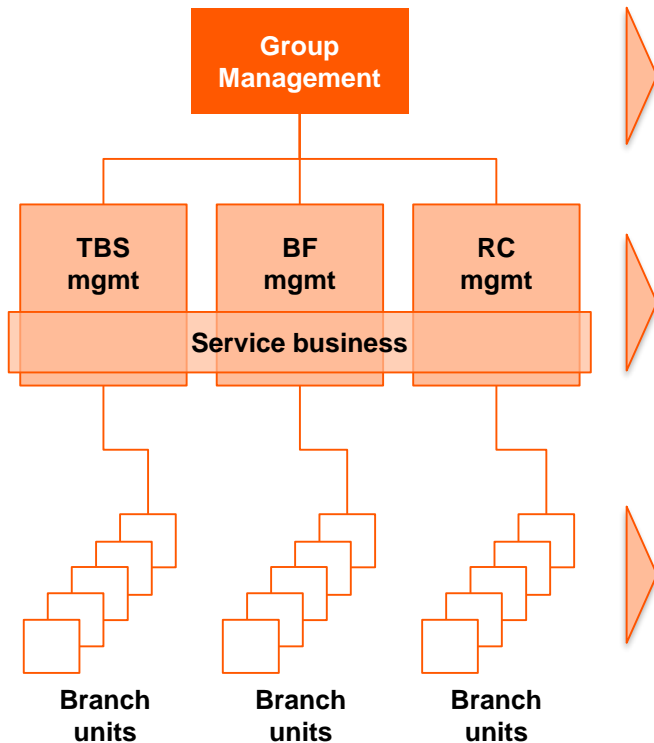 Group
Management
TBS
mgmt
BF
mgmt
RC
mgmt
Service business
Branch
units
Branch
units
Branch
units